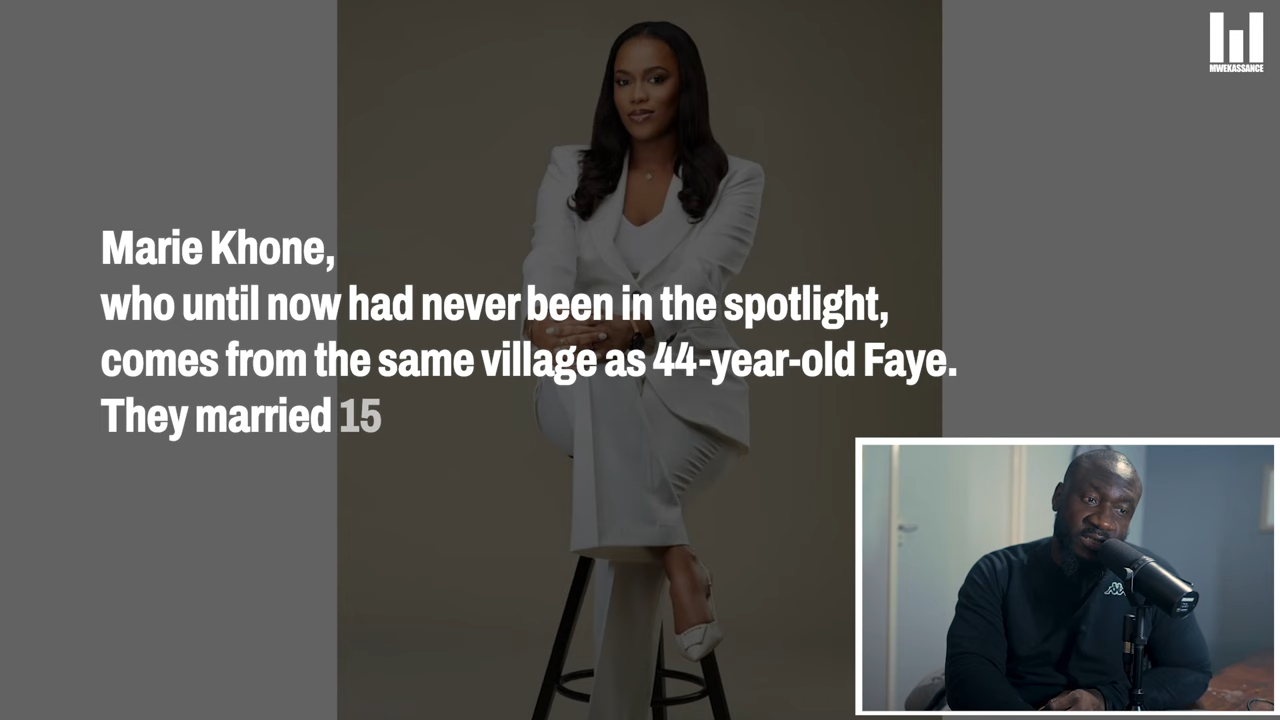 MWEKASSANCE
Marie Khone,
who until now had never been in the spotlight,
comes from the same village as 44-year-old Faye.
They married 15